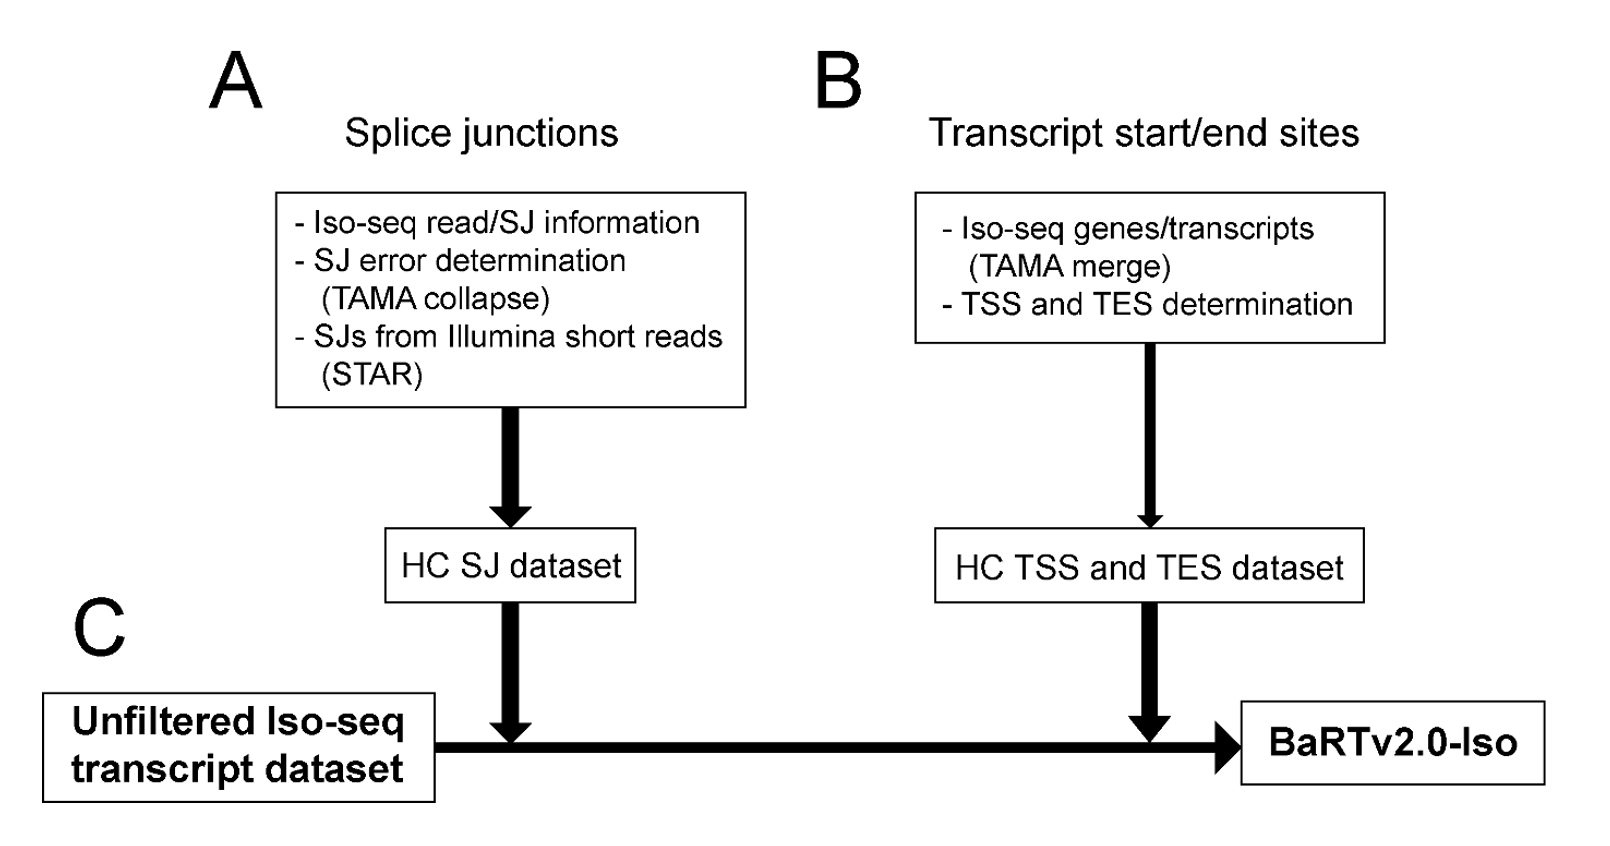 A
Splice junctions
- Iso-seq read/SJ information
- SJ error determination
(TAMA collapse)
- SJs from Illumina short reads
(STAR)
HC SJ dataset
B
Transcript start/end sites
- Iso-seq genes/transcripts
(TAMA merge)
- TSS and TES determination
HC TSS and TES dataset
C
Unfiltered Iso-seq
transcript dataset
BaRTv2.0-Iso